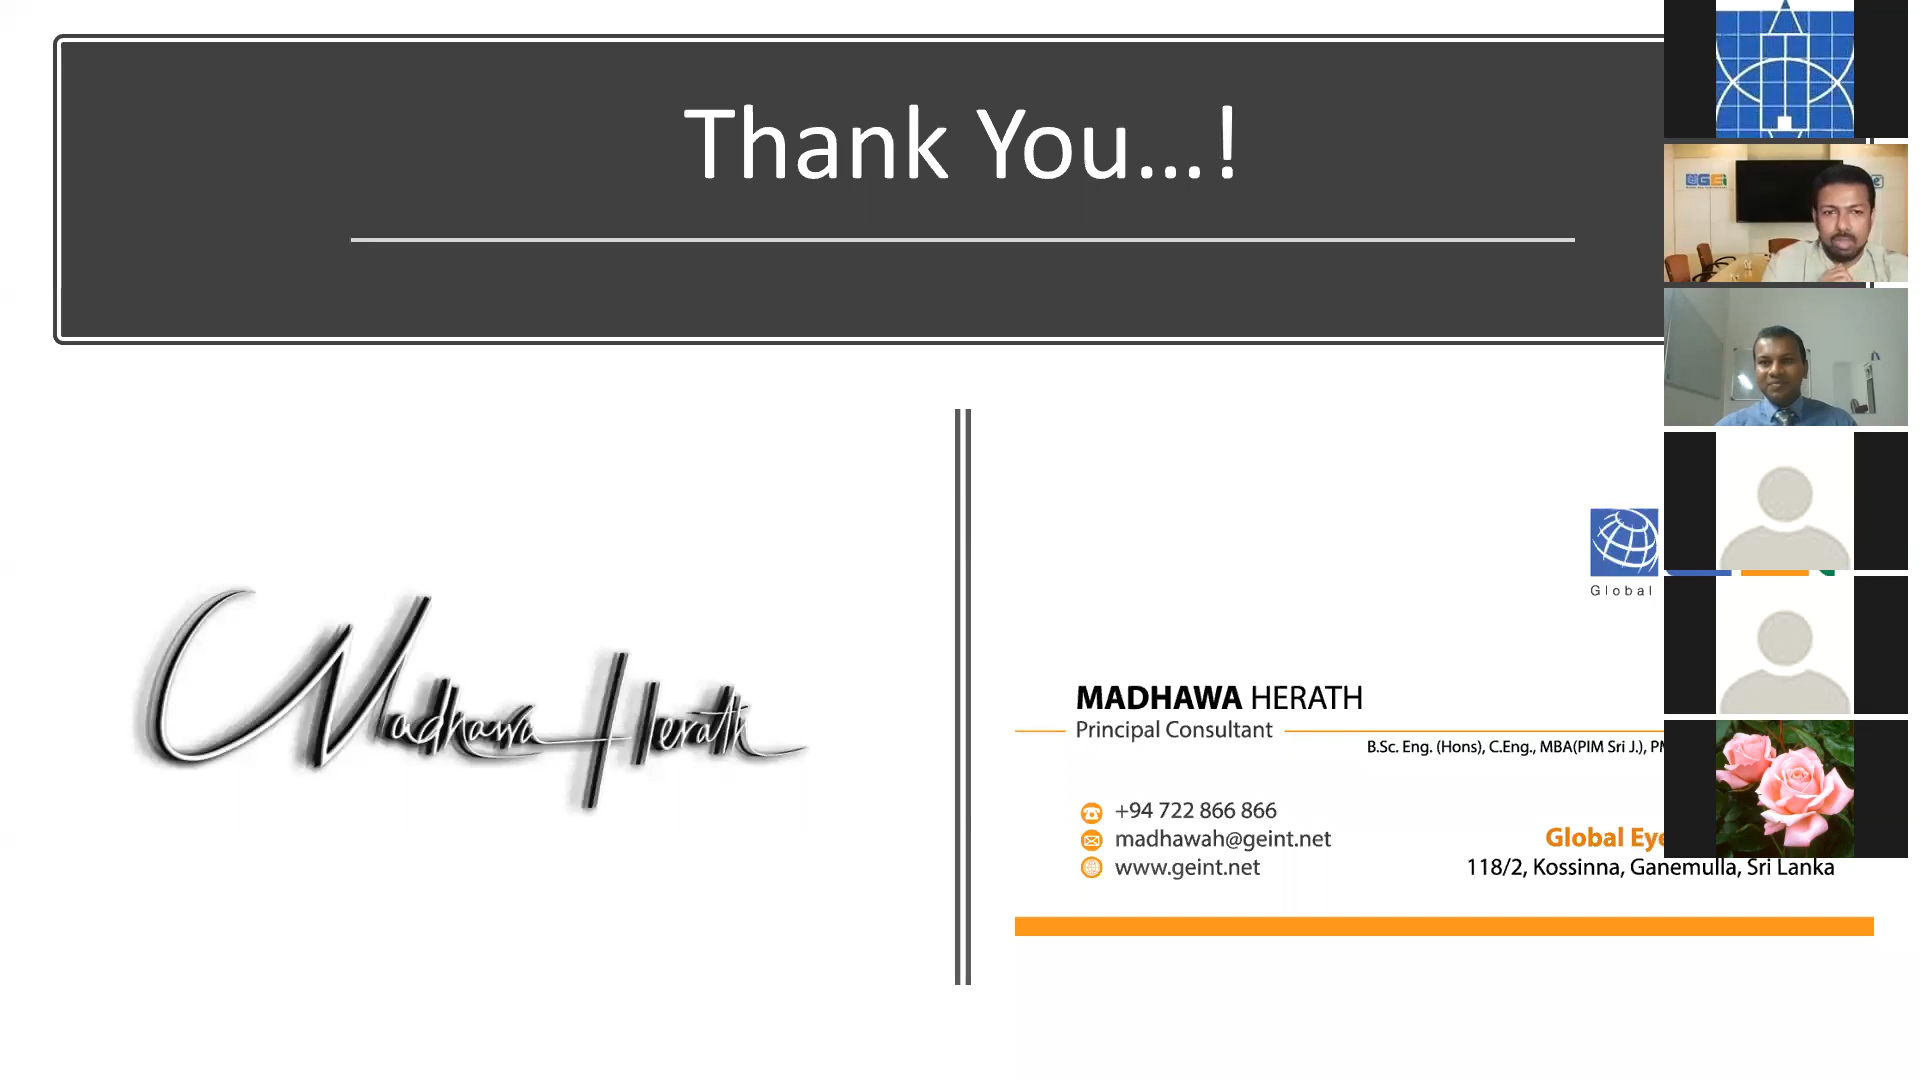 Thank You...!
Madhawa Herath
Global
MADHAWA HERATH
Principal Consultant
B.Sc. Eng. (Hons), C.Eng., MBA(PIM Sri J.),
+94 722 866 866
madhawah@geint.net
www.geint.net
Global Eye
118/2, Kossinna, Ganemulla, Sri Lanka
GEi